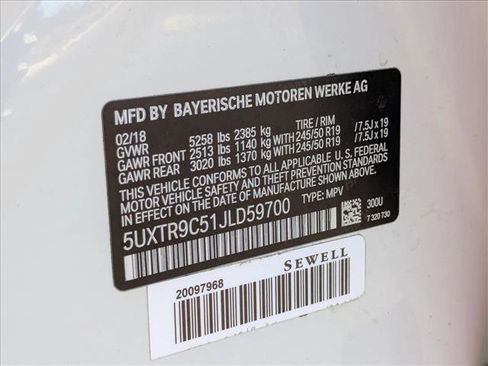 MFD BY BAYERISCHE MOTOREN WERKE AG
02/18 TIRE / RIM
GVWR 5258 lbs 2385 kg
GAWR FRONT 2513 lbs 1140 kg 245/50 R19 /7.5J x 19
GAWR REAR 3020 lbs 1370 kg 245/50 R19 /7.5J x 19
THIS VEHICLE CONFORMS TO ALL APPLICABLE U.S. FEDERAL
MOTOR VEHICLE SAFETY AND THEFT PREVENTION STANDARDS
IN EFFECT ON THE DATE OF MANUFACTURE SHOWN ABOVE.
5UXTR9C51JLD59700 TYPE: MPV
300U
7 320 730
SEWELL
20097968